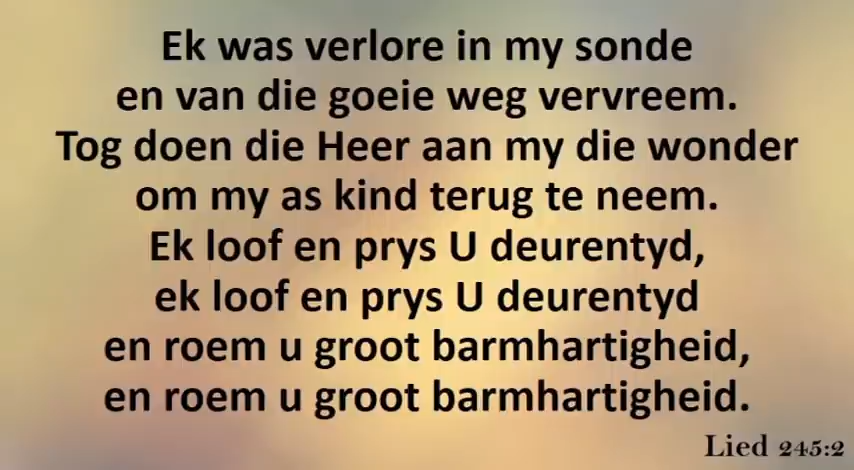 Ek was verlore in my sonde
en van die goeie weg vervreem.
Tog doen die Heer aan my die wonder
om my as kind terug te neem.
Ek loof en prys U deurentyd,
ek loof en prys U deurentyd
en roem u groot barmhartigheid,
en roem u groot barmhartigheid.
Lied 245:2